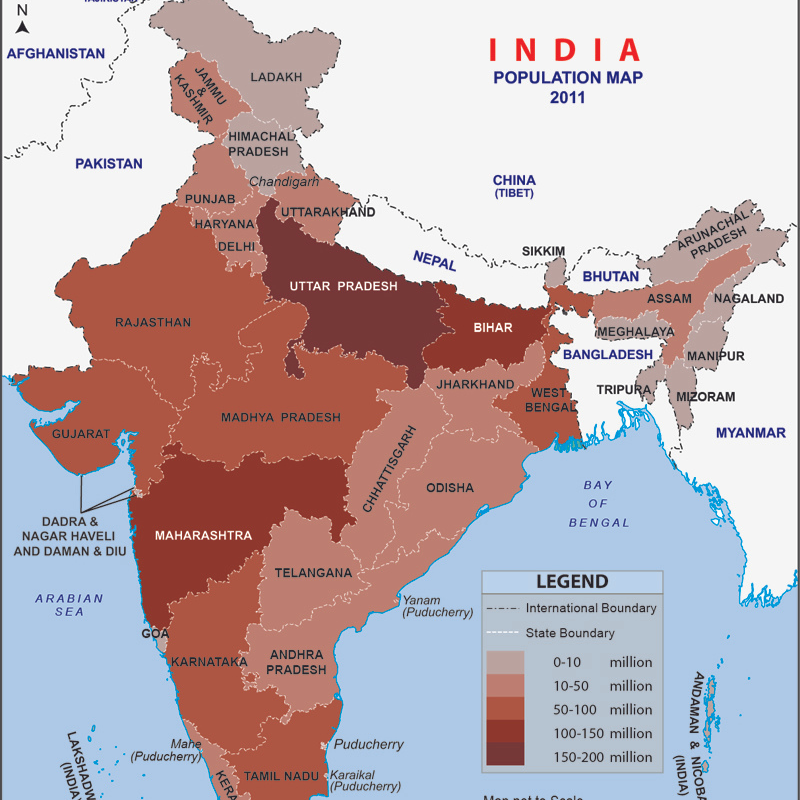 TAJIKISTAN
N
AFGHANISTAN
INDIA
POPULATION MAP
2011
LADAKH
JAMMU
&
KASHMIR
HIMACHAL
PRADESH
PAKISTAN
Chandigarh
CHINA
(TIBET)
PUNJAB
UTTARAKHAND
HARYANA
DELHI
NEPAL
SIKKIM
ARUNACHAL
PRADESH
BHUTAN
UTTAR PRADESH
ASSAM
NAGALAND
RAJASTHAN
BIHAR
MEGHALAYA
BANGLADESH
MANIPUR
JHARKHAND
TRIPURA
MIZORAM
WEST
BENGAL
MADHYA PRADESH
GUJARAT
MYANMAR
CHHATTISGARH
ODISHA
BAY
OF
BENGAL
DADRA &
NAGAR HAVELI
AND DAMAN & DIU
MAHARASHTRA
TELANGANA
ARABIAN
SEA
Yanam
(Puducherry)
GOA
KARNATAKA
ANDHRA
PRADESH
LEGEND
International Boundary
State Boundary
0-10 million
10-50 million
50-100 million
100-150 million
150-200 million
ANDAMAN & NICOBA
(INDIA)
LAKSHADW
(INDIA)
Mahe
(Puducherry)
Puducherry
KERA
TAMIL NADU
Karaikal
(Puducherry)
Map not to Scale